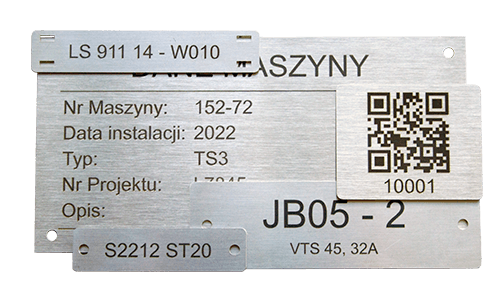 LS 911 14 - W010
DANE MASZYNY
Nr Maszyny: 152-72
Data instalacji: 2022
Typ: TS3
Nr Projektu:
Opis:
10001
JB05 - 2
VTS 45, 32A
S2212 ST20